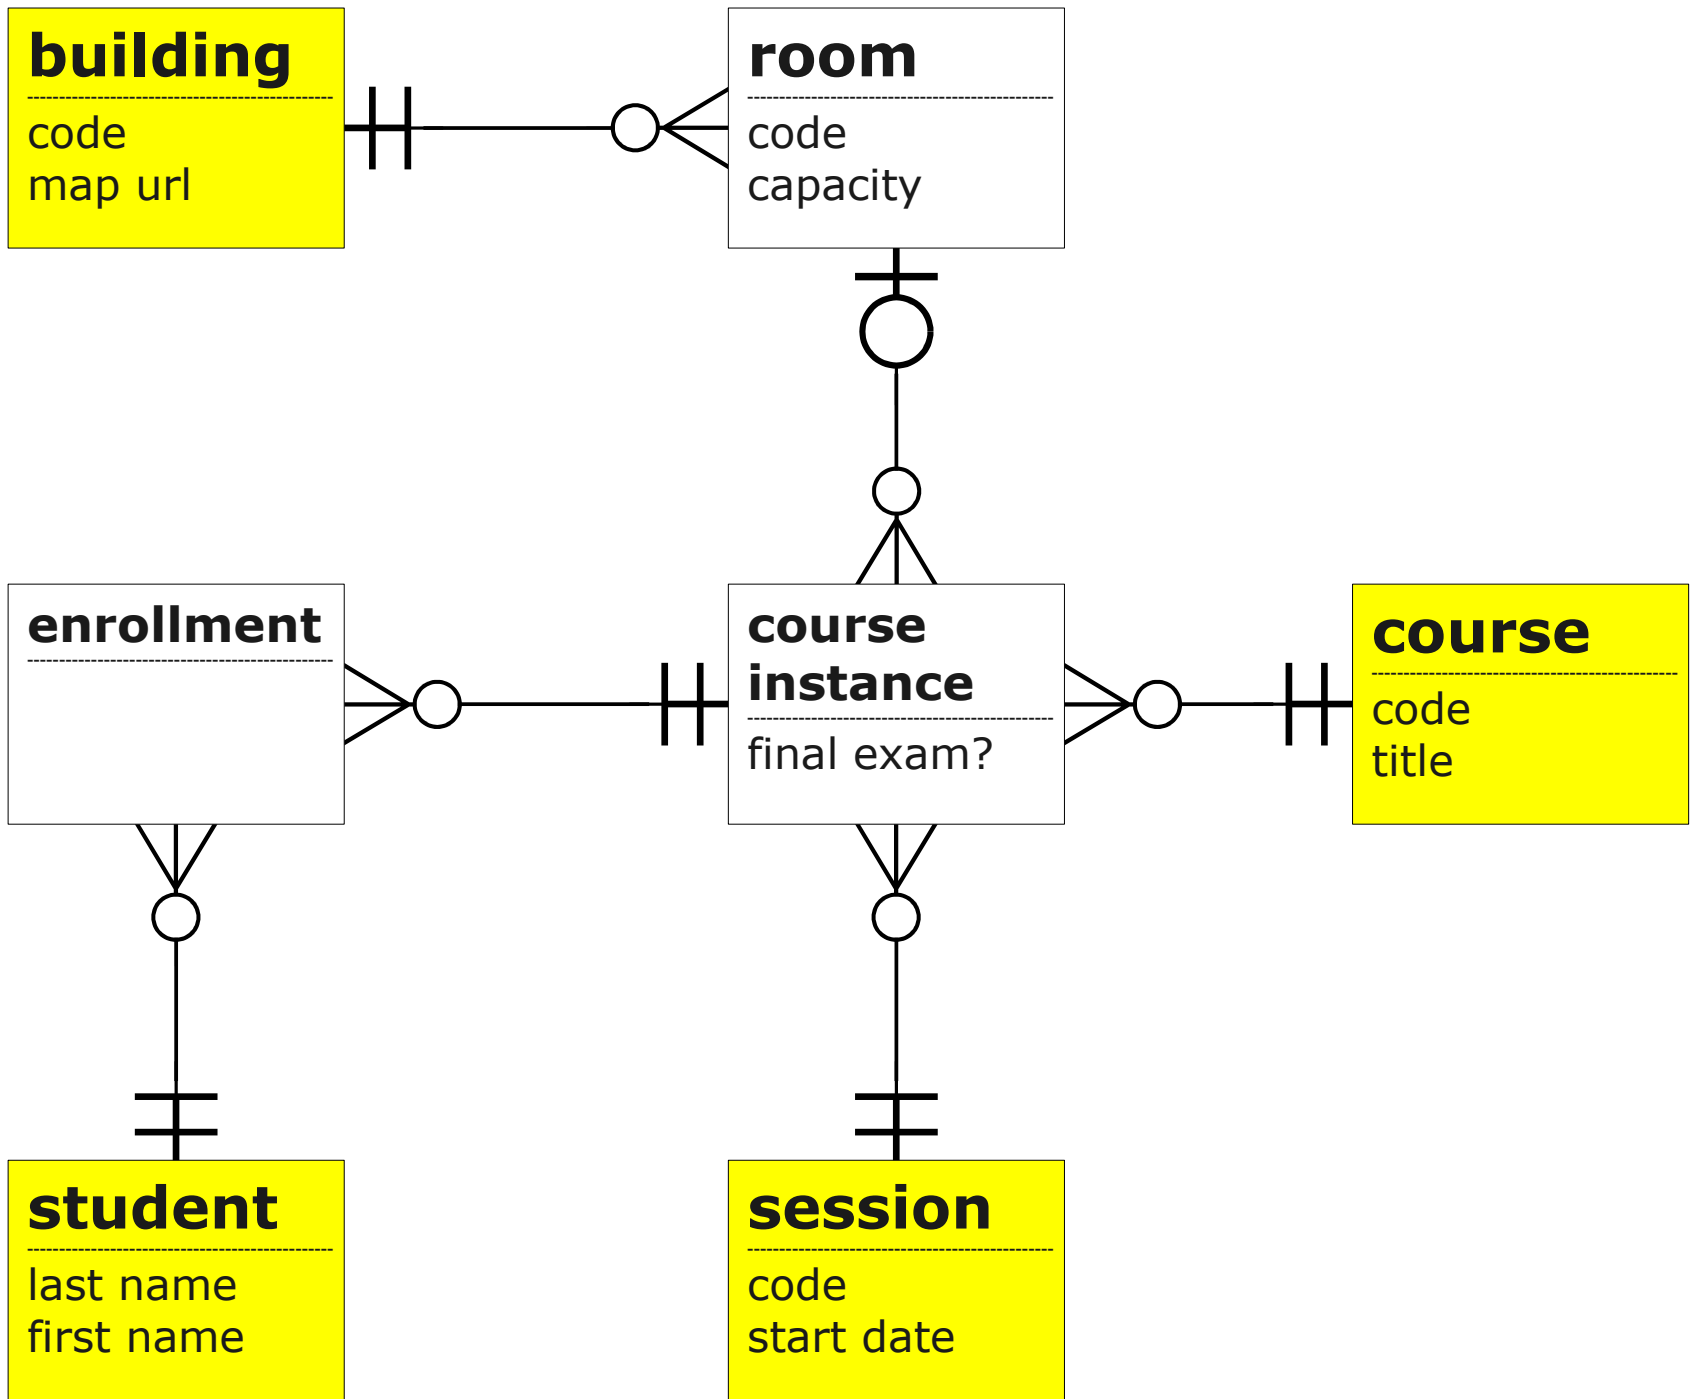 building
code
map url
room
code
capacity
enrollment
course
instance
final exam?
course
code
title
student
last name
first name
session
code
start date